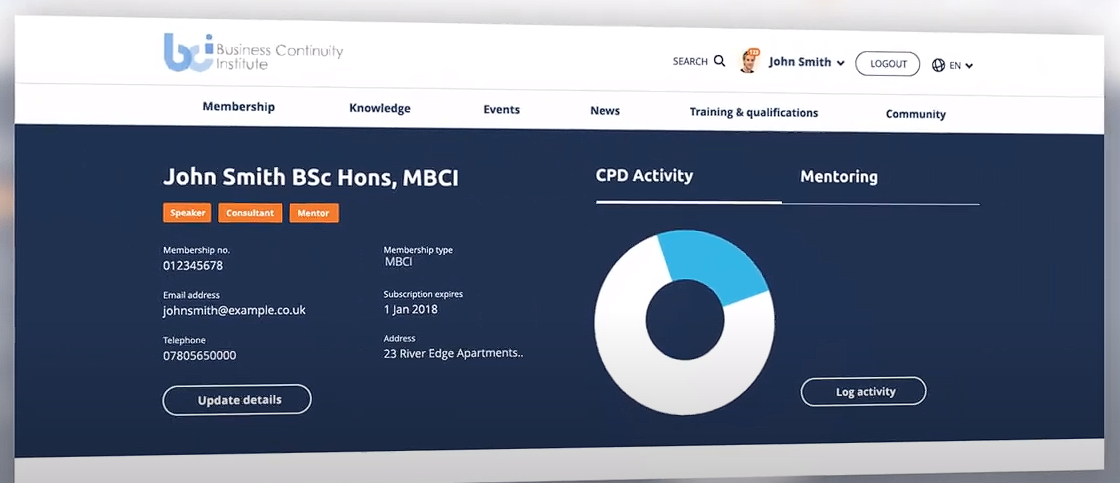 bci Business Continuity
Institute
SEARCH
John Smith
LOGOUT
EN
Membership
Knowledge
Events
News
Training & qualifications
Community
John Smith BSc Hons, MBCI
Speaker
Consultant
Mentor
CPD Activity
Mentoring
Membership no.
012345678
Membership type
MBCI
Email address
johnsmith@example.co.uk
Subscription expires
1 Jan 2018
Telephone
07805650000
Address
23 River Edge Apartments..
Update details
Log activity